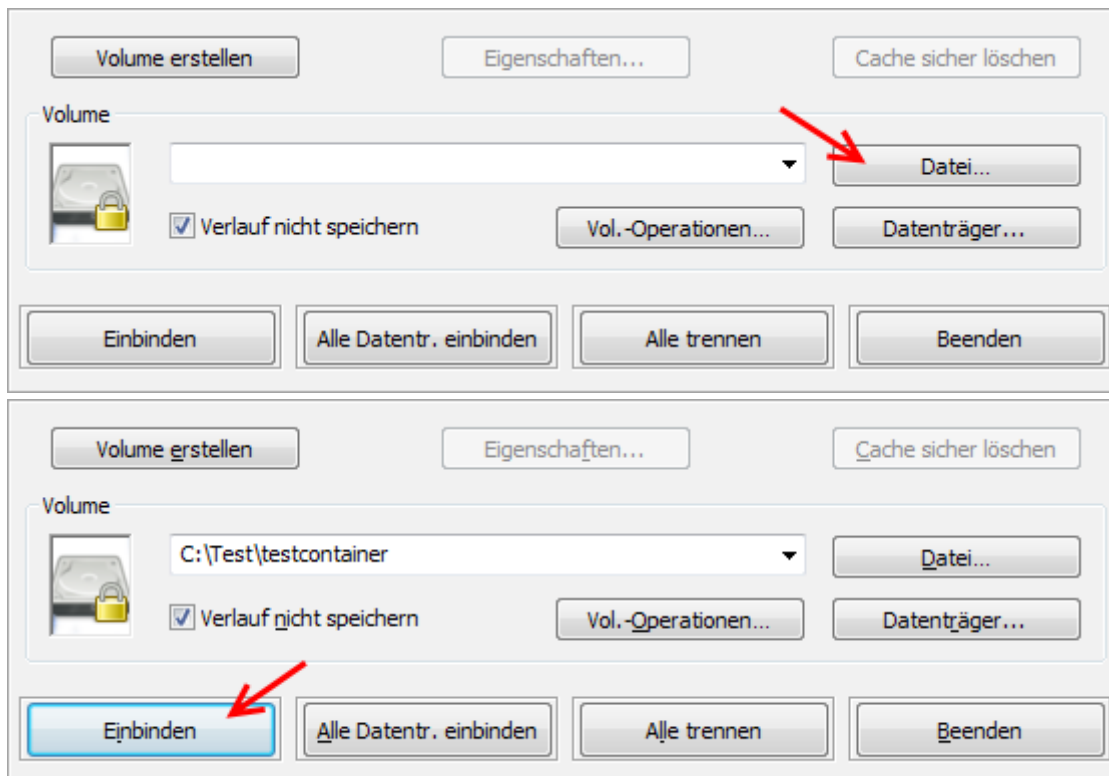 Volume erstellen Eigenschaften... Cache sicher löschen
Volume
Datei...
Verlauf nicht speichern Vol.-Operationen... Datenträger...
Einbinden Alle Datentr. einbinden Alle trennen Beenden
Volume erstellen Eigenschaften... Cache sicher löschen
Volume
C:\Test\testcontainer Datei...
Verlauf nicht speichern Vol.-Operationen... Datenträger...
Einbinden Alle Datentr. einbinden Alle trennen Beenden